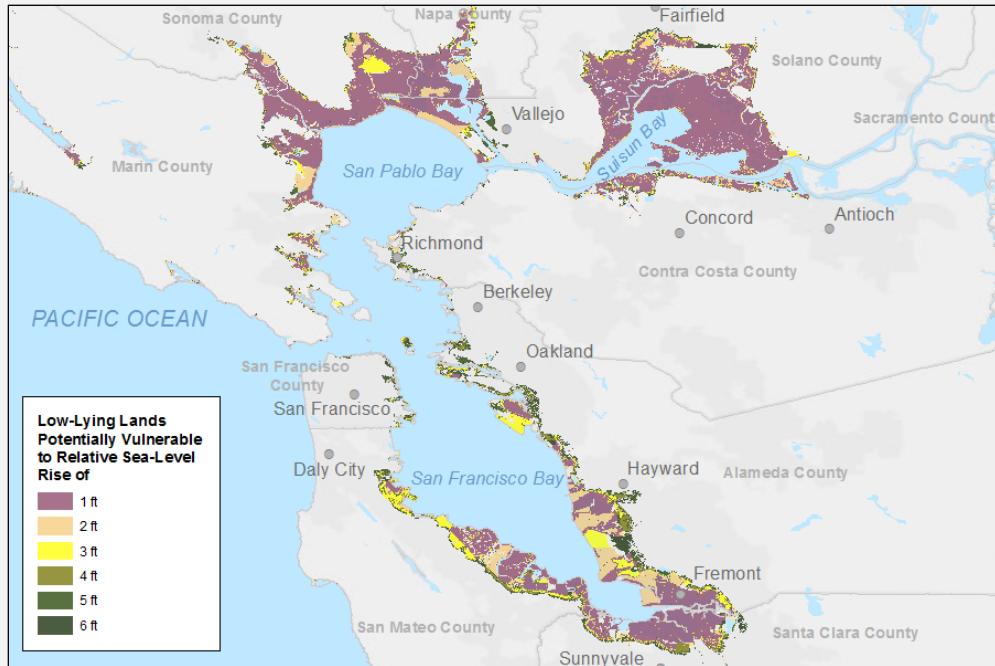 Sonoma County
Napa County
Fairfield
Solano County
Vallejo
Sacramento Count
Marin County
San Pablo Bay
Suisun Bay
Concord
Antioch
Richmond
Contra Costa County
Berkeley
PACIFIC OCEAN
Oakland
San Francisco
County
San Francisco
Daly City
San Francisco Bay
Hayward
Alameda County
Fremont
San Mateo County
Santa Clara County
Sunnyvale
Low-Lying Lands
Potentially Vulnerable
to Relative Sea-Level
Rise of
1 ft
2 ft
3 ft
4 ft
5 ft
6 ft